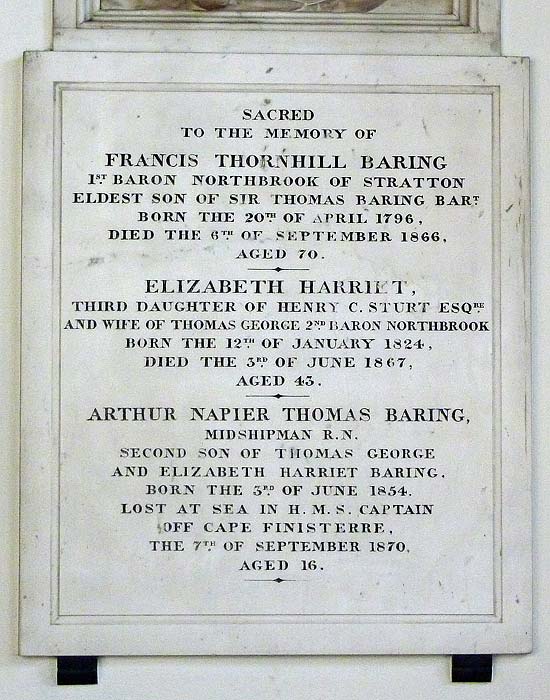 SACRED
TO THE MEMORY OF
FRANCIS THORNHILL BARING
1ST BARON NORTHBROOK OF STRATTON
ELDEST SON OF SIR THOMAS BARING BART
BORN THE 20TH OF APRIL 1796,
DIED THE 6TH OF SEPTEMBER 1866,
AGED 70.
ELIZABETH HARRIET,
THIRD DAUGHTER OF HENRY C. STURT ESQRE
AND WIFE OF THOMAS GEORGE 2ND BARON NORTHBROOK
BORN THE 12TH OF JANUARY 1824,
DIED THE 3RD OF JUNE 1867,
AGED 43.
ARTHUR NAPIER THOMAS BARING,
MIDSHIPMAN R.N.
SECOND SON OF THOMAS GEORGE
AND ELIZABETH HARRIET BARING,
BORN THE 3RD OF JUNE 1854.
LOST AT SEA IN H.M.S. CAPTAIN
OFF CAPE FINISTERRE,
THE 7TH OF SEPTEMBER 1870,
AGED 16.